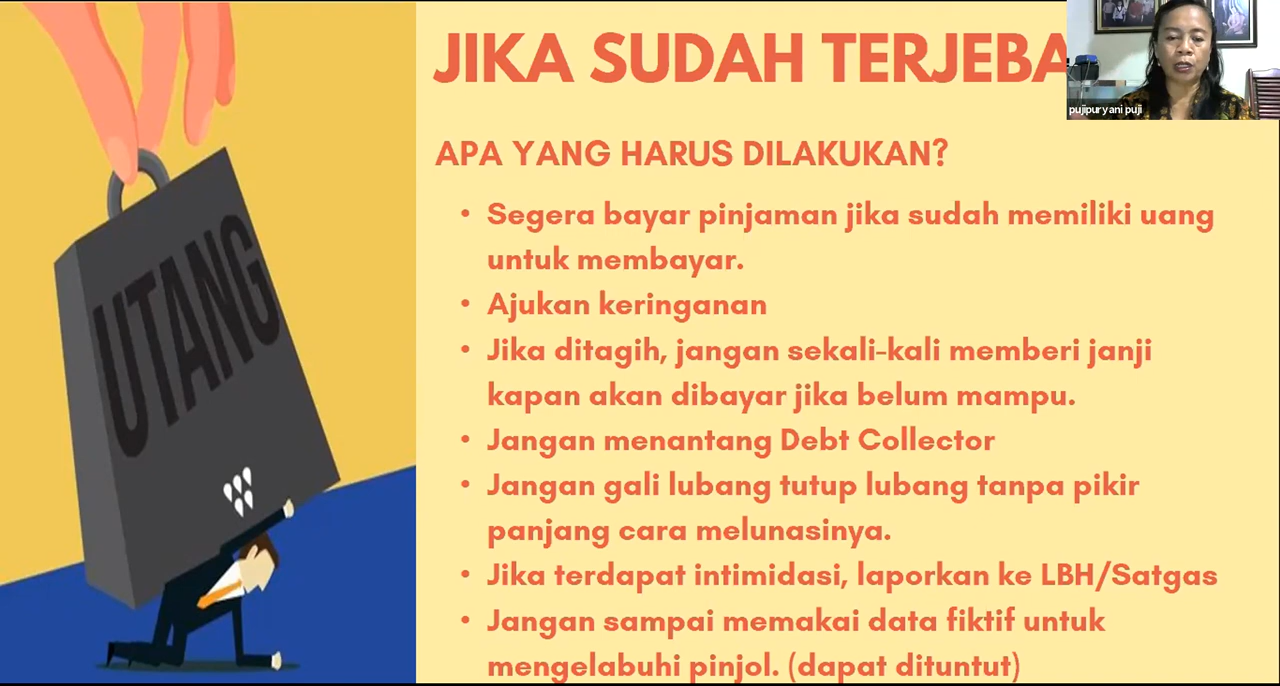 JIKA SUDAH TERJEBA
pujipuryani puji
APA YANG HARUS DILAKUKAN?
• Segera bayar pinjaman jika sudah memiliki uang
untuk membayar.
• Ajukan keringanan
• Jika ditagih, jangan sekali-kali memberi janji
kapan akan dibayar jika belum mampu.
• Jangan menantang Debt Collector
• Jangan gali lubang tutup lubang tanpa pikir
panjang cara melunasinya.
• Jika terdapat intimidasi, laporkan ke LBH/Satgas
• Jangan sampai memakai data fiktif untuk
mengelabuhi pinjol. (dapat dituntut)
UTANG